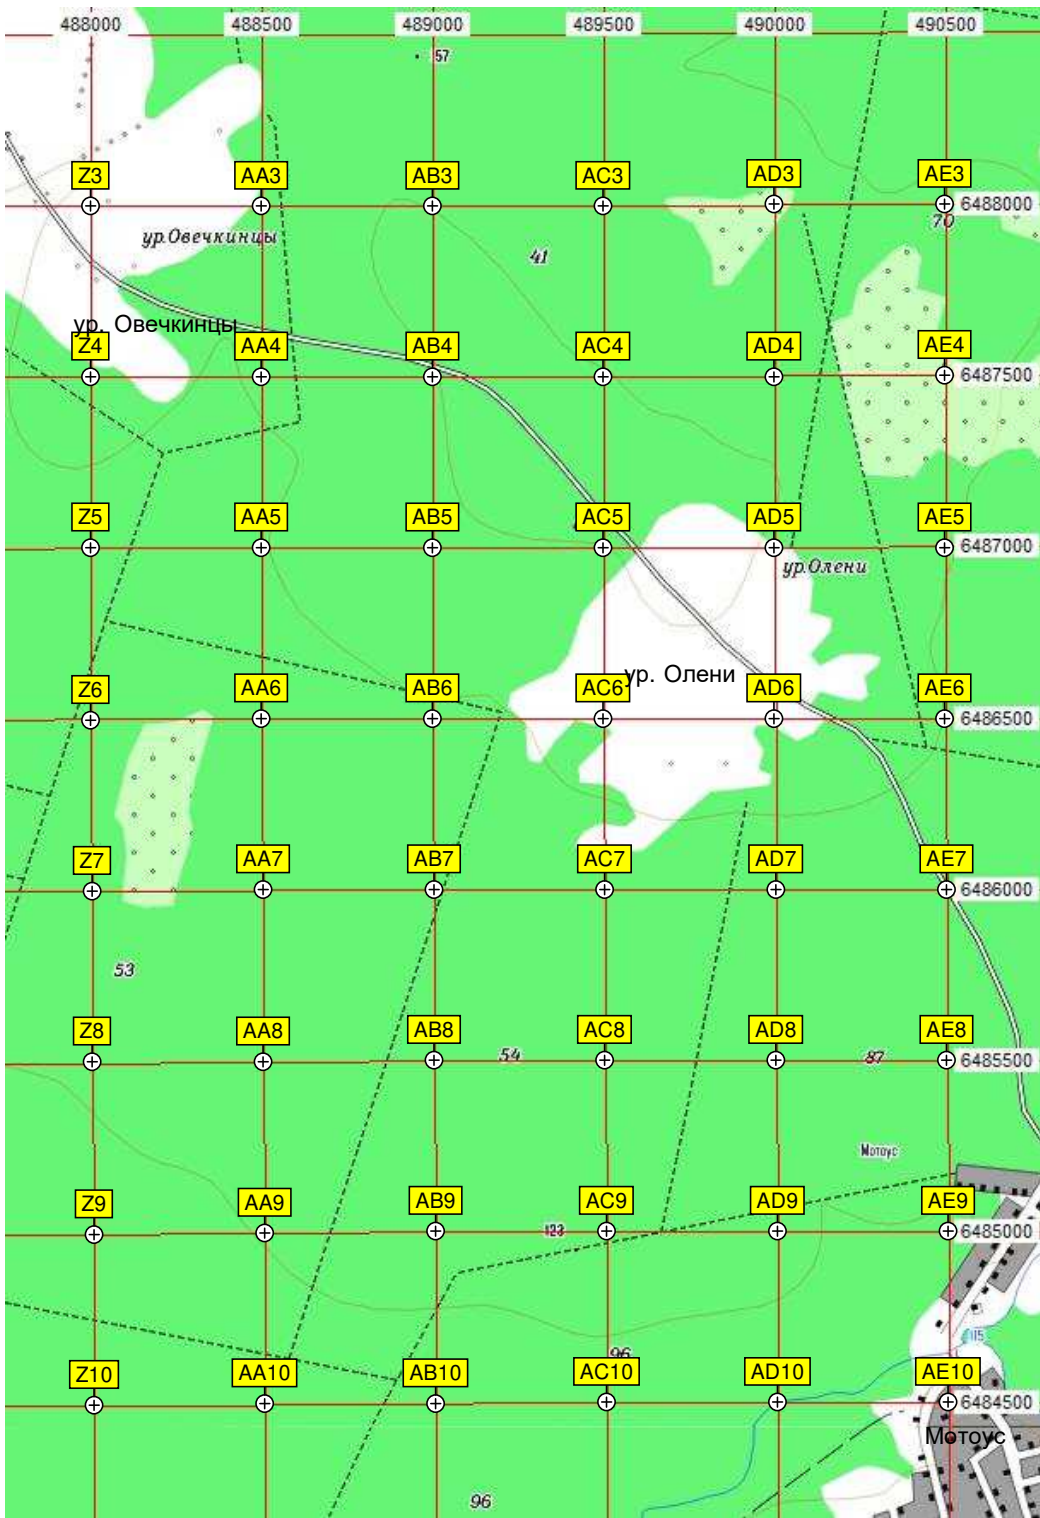 488000 488500 489000 489500 490000 490500
57
Z3 AA3 AB3 AC3 AD3 AE3
6488000
70
ур.Овечкинцы
41
ур. Овечкинцы
Z4 AA4 AB4 AC4 AD4 AE4
6487500
Z5 AA5 AB5 AC5 AD5 AE5
6487000
ур.Олени
ур. Олени
Z6 AA6 AB6 AC6 AD6 AE6
6486500
Z7 AA7 AB7 AC7 AD7 AE7
6486000
53
Z8 AA8 AB8 AC8 AD8 AE8
54
87
6485500
Мотоус
Z9 AA9 AB9 AC9 AD9 AE9
123
6485000
115
96
Z10 AA10 AB10 AC10 AD10 AE10
6484500
Мотоус
96